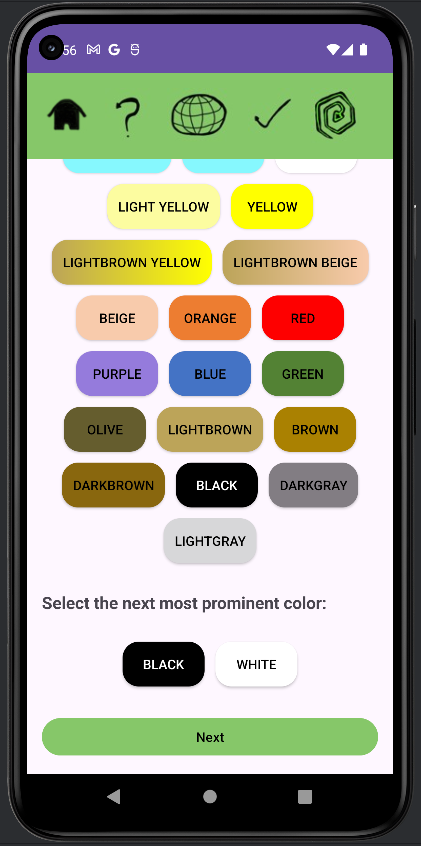 56 G
LIGHT YELLOW YELLOW
LIGHTBROWN YELLOW LIGHTBROWN BEIGE
BEIGE ORANGE RED
PURPLE BLUE GREEN
OLIVE LIGHTBROWN BROWN
DARKBROWN BLACK DARKGRAY
LIGHTGRAY
Select the next most prominent color:
BLACK WHITE
Next